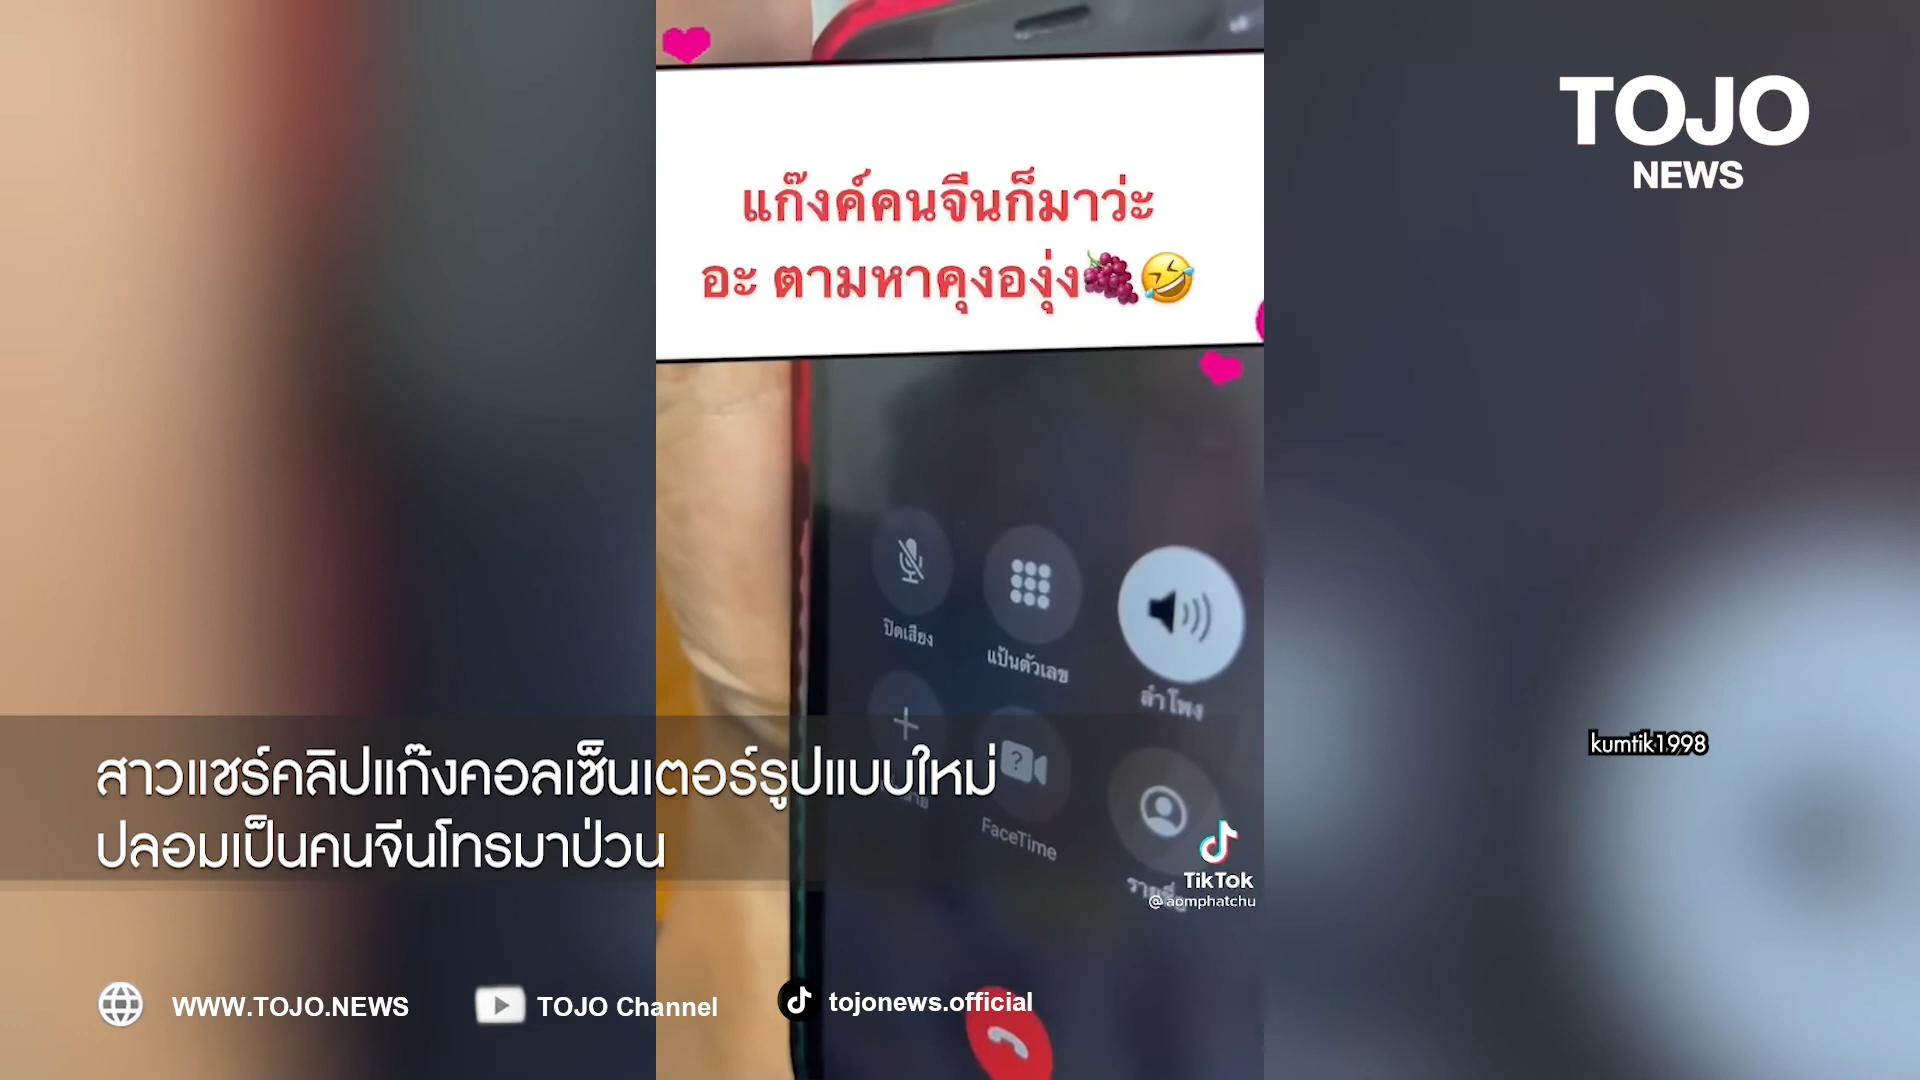 TOJO
NEWS
แก๊งค์คนจีนก็มาว่ะ
อะ ตามหาคุงองุ่ง🍇🤣
ปิดเสียง
แป้นตัวเลข
ลำโพง
FaceTime
สาวแชร์คลิปแก๊งคอลเซ็นเตอร์รูปแบบใหม่
ปลอมเป็นคนจีนโทรมาป่วน
kumtik1998
TikTok
@aomphatchu
WWW.TOJO.NEWS
TOJO Channel
tojonews.official